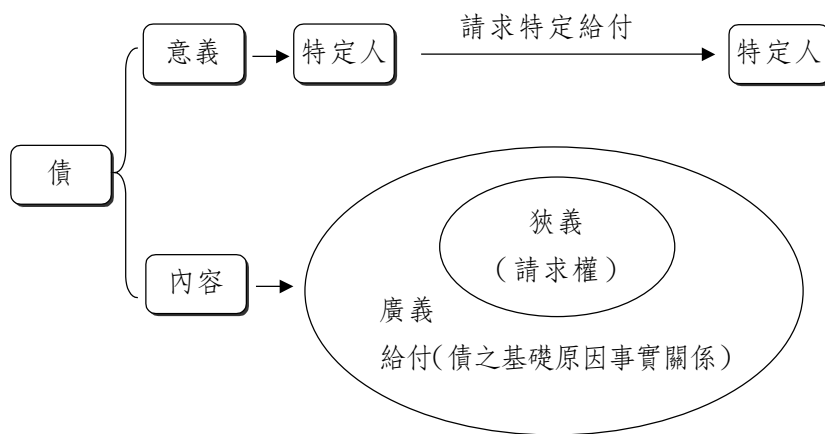 請求特定給付
意義
特定人
特定人
債
狹義
（請求權）
內容
廣義
給付(債之基礎原因事實關係)